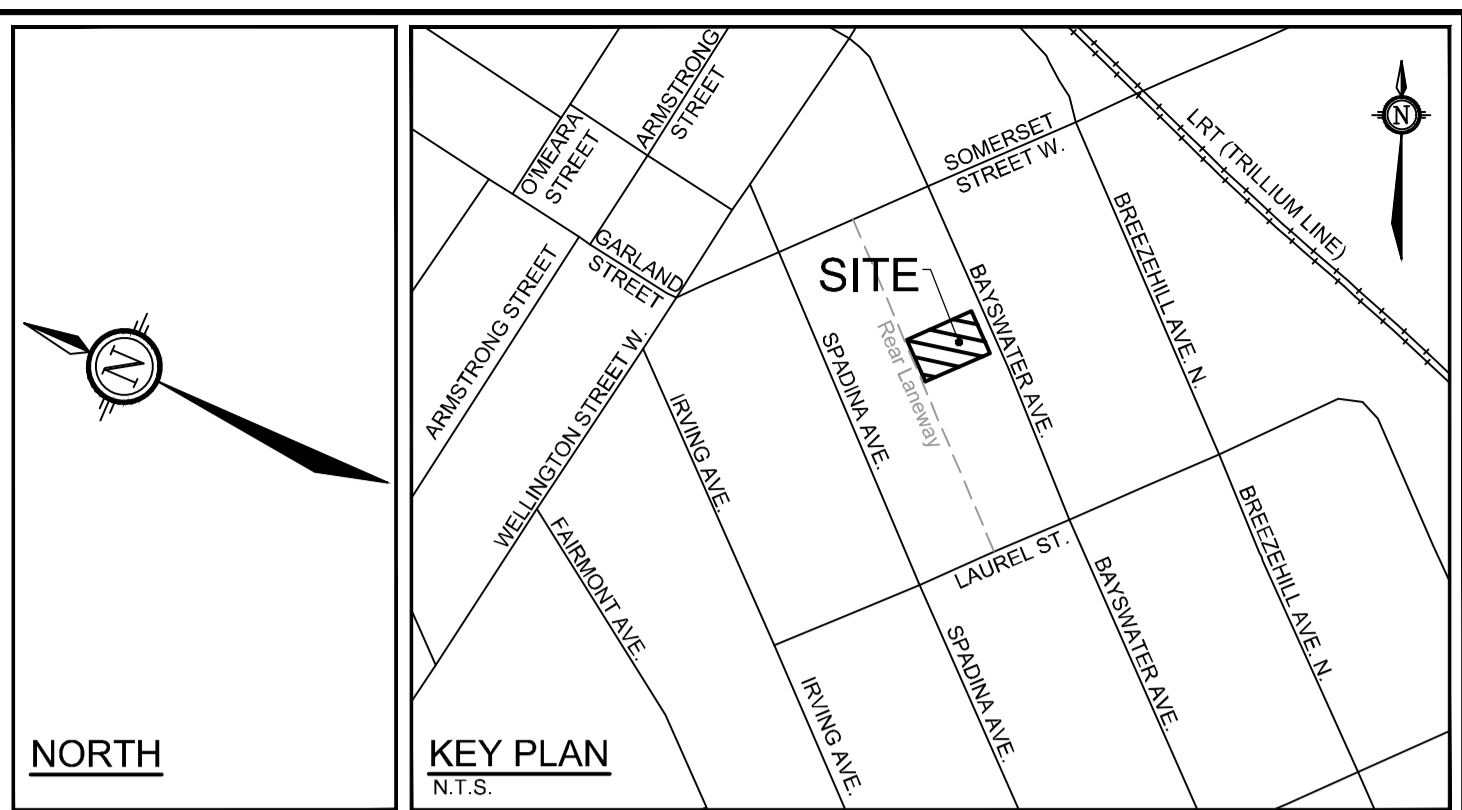 N
NORTH
O'MEARA
STREET
ARMSTRONG
STREET
ARMSTRONG STREET
GARLAND
STREET
WELLINGTON STREET W.
SOMERSET
STREET W.
LRT (TRILLIUM LINE)
N
SITE
Rear Laneway
BAYSWATER AVE.
BREEZEHILL AVE. N.
SPADINA AVE.
IRVING AVE.
FAIRMONT AVE.
LAUREL ST.
IRVING AVE.
SPADINA AVE.
BAYSWATER AVE.
BREEZEHILL AVE. N.
KEY PLAN
N.T.S.